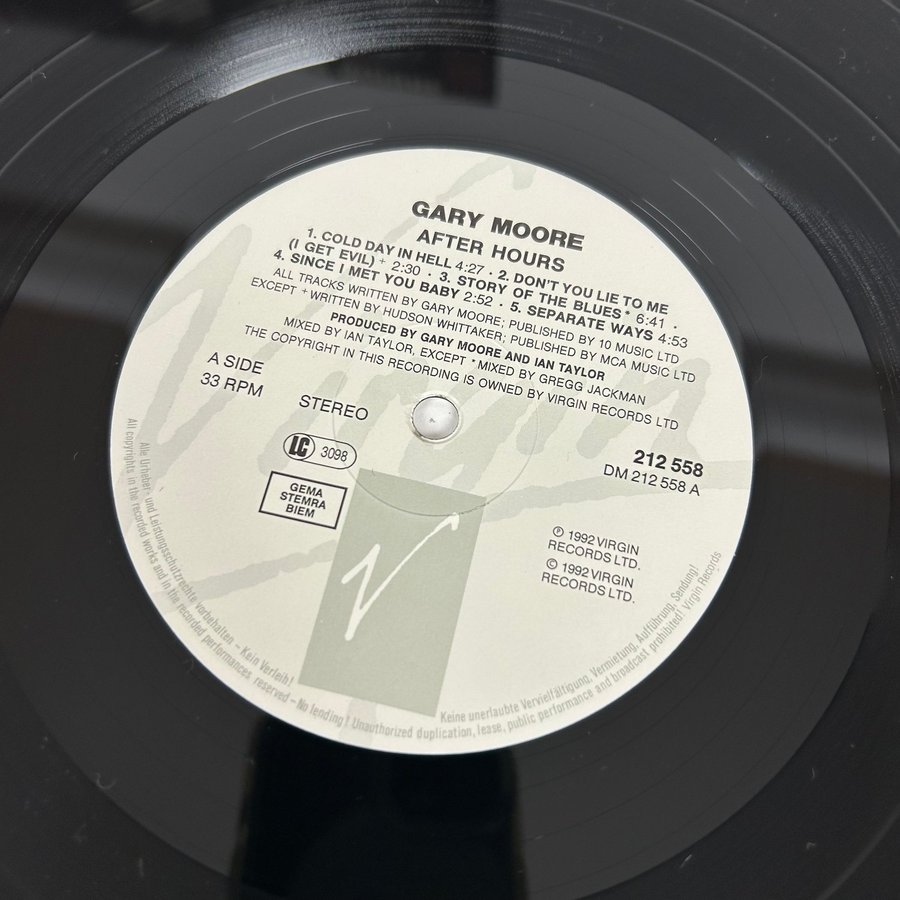 GARY MOORE
AFTER HOURS
1. COLD DAY IN HELL 4:27 · 2. DON'T YOU LIE TO ME
(I GET EVIL) + 2:30 · 3. STORY OF THE BLUES* 6:41 ·
4. SINCE I MET YOU BABY 2:52 · 5. SEPARATE WAYS 4:53
ALL TRACKS WRITTEN BY GARY MOORE; PUBLISHED BY 10 MUSIC LTD
EXCEPT +WRITTEN BY HUDSON WHITTAKER; PUBLISHED BY MCA MUSIC LTD
PRODUCED BY GARY MOORE AND IAN TAYLOR
MIXED BY IAN TAYLOR, EXCEPT *MIXED BY GREGG JACKMAN
THE COPYRIGHT IN THIS RECORDING IS OWNED BY VIRGIN RECORDS LTD
A SIDE
33 RPM
STEREO
LC 3098
GEMA
STEMRA
BIEM
212 558
DM 212 558 A
℗ 1992 VIRGIN
RECORDS LTD.
© 1992 VIRGIN
RECORDS LTD.
Virgin
V
Alle Urheber- und Leistungsschutzrechte vorbehalten – Kein Verleih! Keine unerlaubte Vervielfältigung, Vermietung, Aufführung, Sendung!
All copyrights in the recorded works and in the recorded performances reserved – No lending! Unauthorized duplication, lease, public performance and broadcast prohibited! Virgin Records